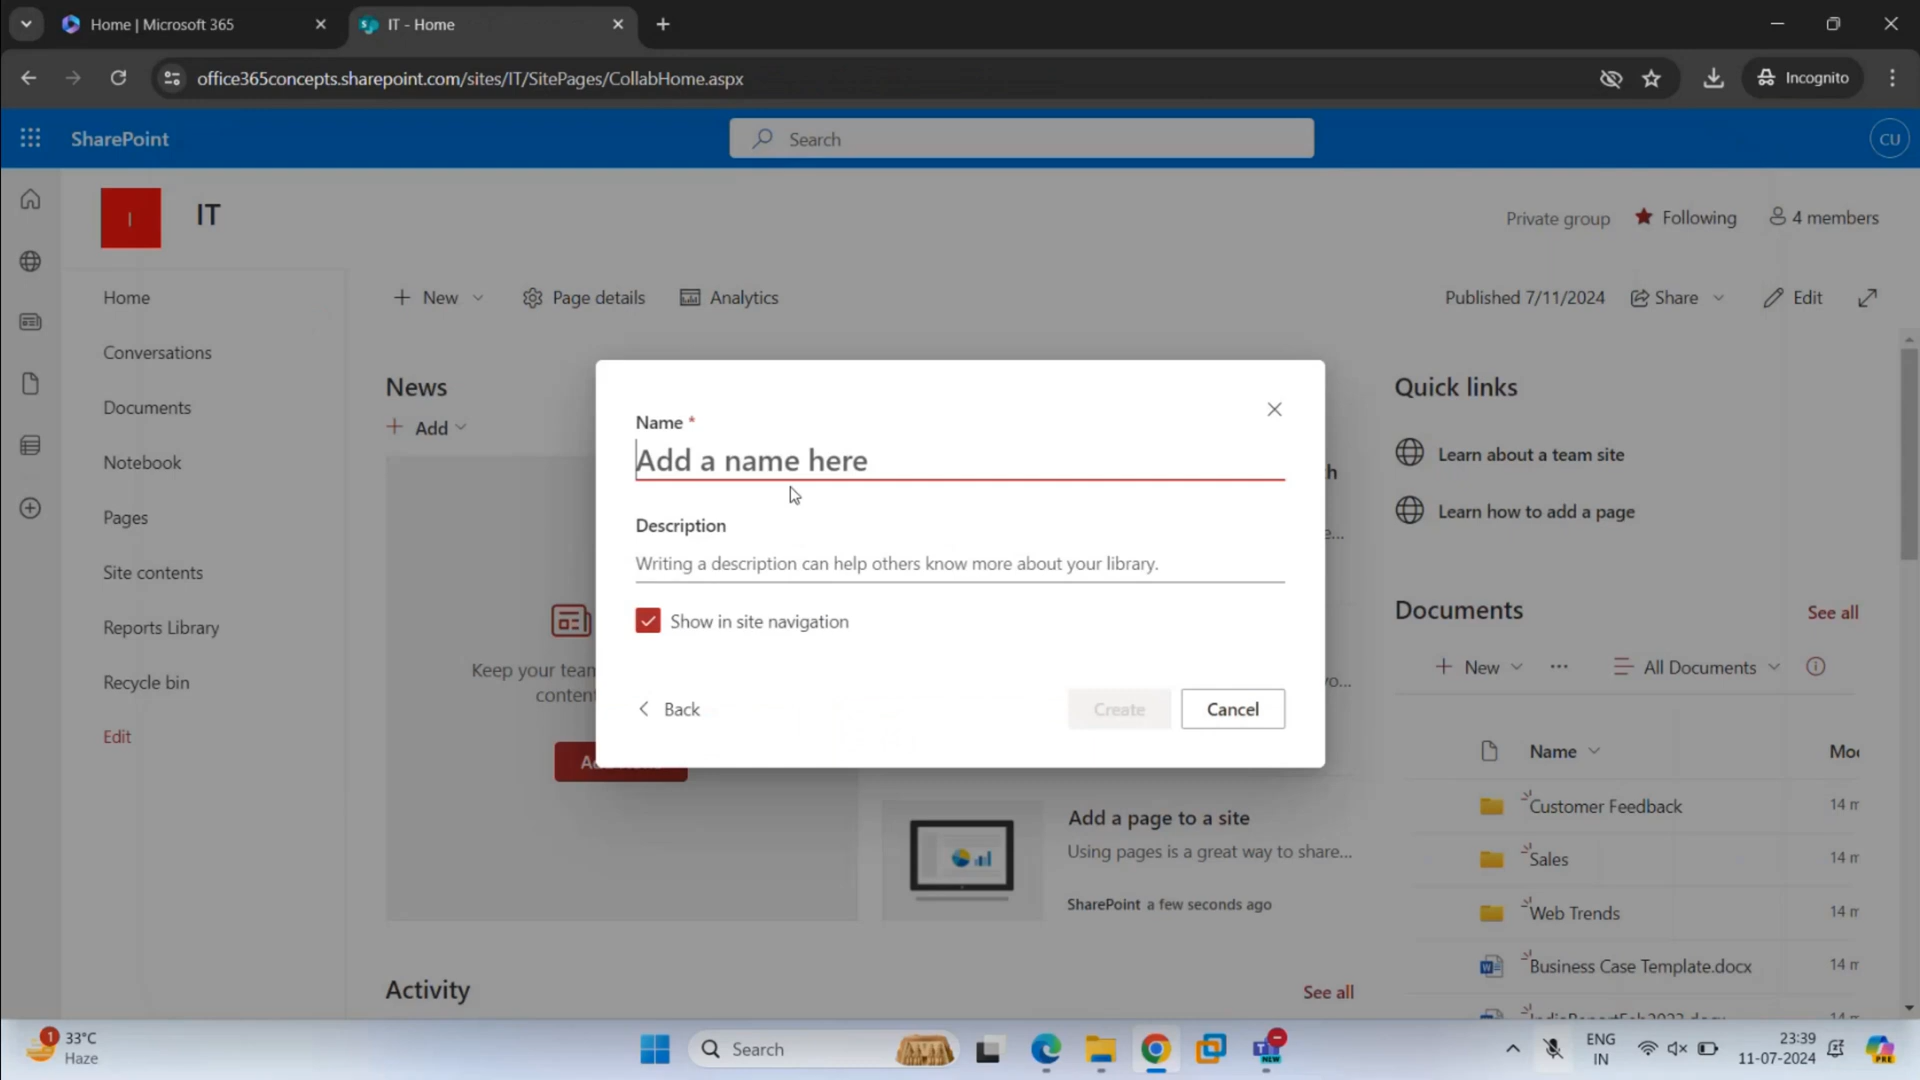 Home | Microsoft 365
IT - Home
office365concepts.sharepoint.com/sites/IT/SitePages/CollabHome.aspx
Incognito
SharePoint
Search
CU
I
IT
Private group
Following
4 members
Home
Conversations
Documents
Notebook
Pages
Site contents
Reports Library
Recycle bin
Edit
New
Page details
Analytics
Published 7/11/2024
Share
Edit
News
Add
Keep your team
Name *
Add a name here
Description
Writing a description can help others know more about your library.
Show in site navigation
Back
Create
Cancel
Add a page to a site
Using pages is a great way to share...
SharePoint a few seconds ago
Activity
See all
Quick links
Learn about a team site
Learn how to add a page
Documents
See all
New
All Documents
Name
Customer Feedback
Sales
Web Trends
Business Case Template.docx
1
33°C
Haze
Search
NEW
ENG
IN
23:39
11-07-2024
PRE